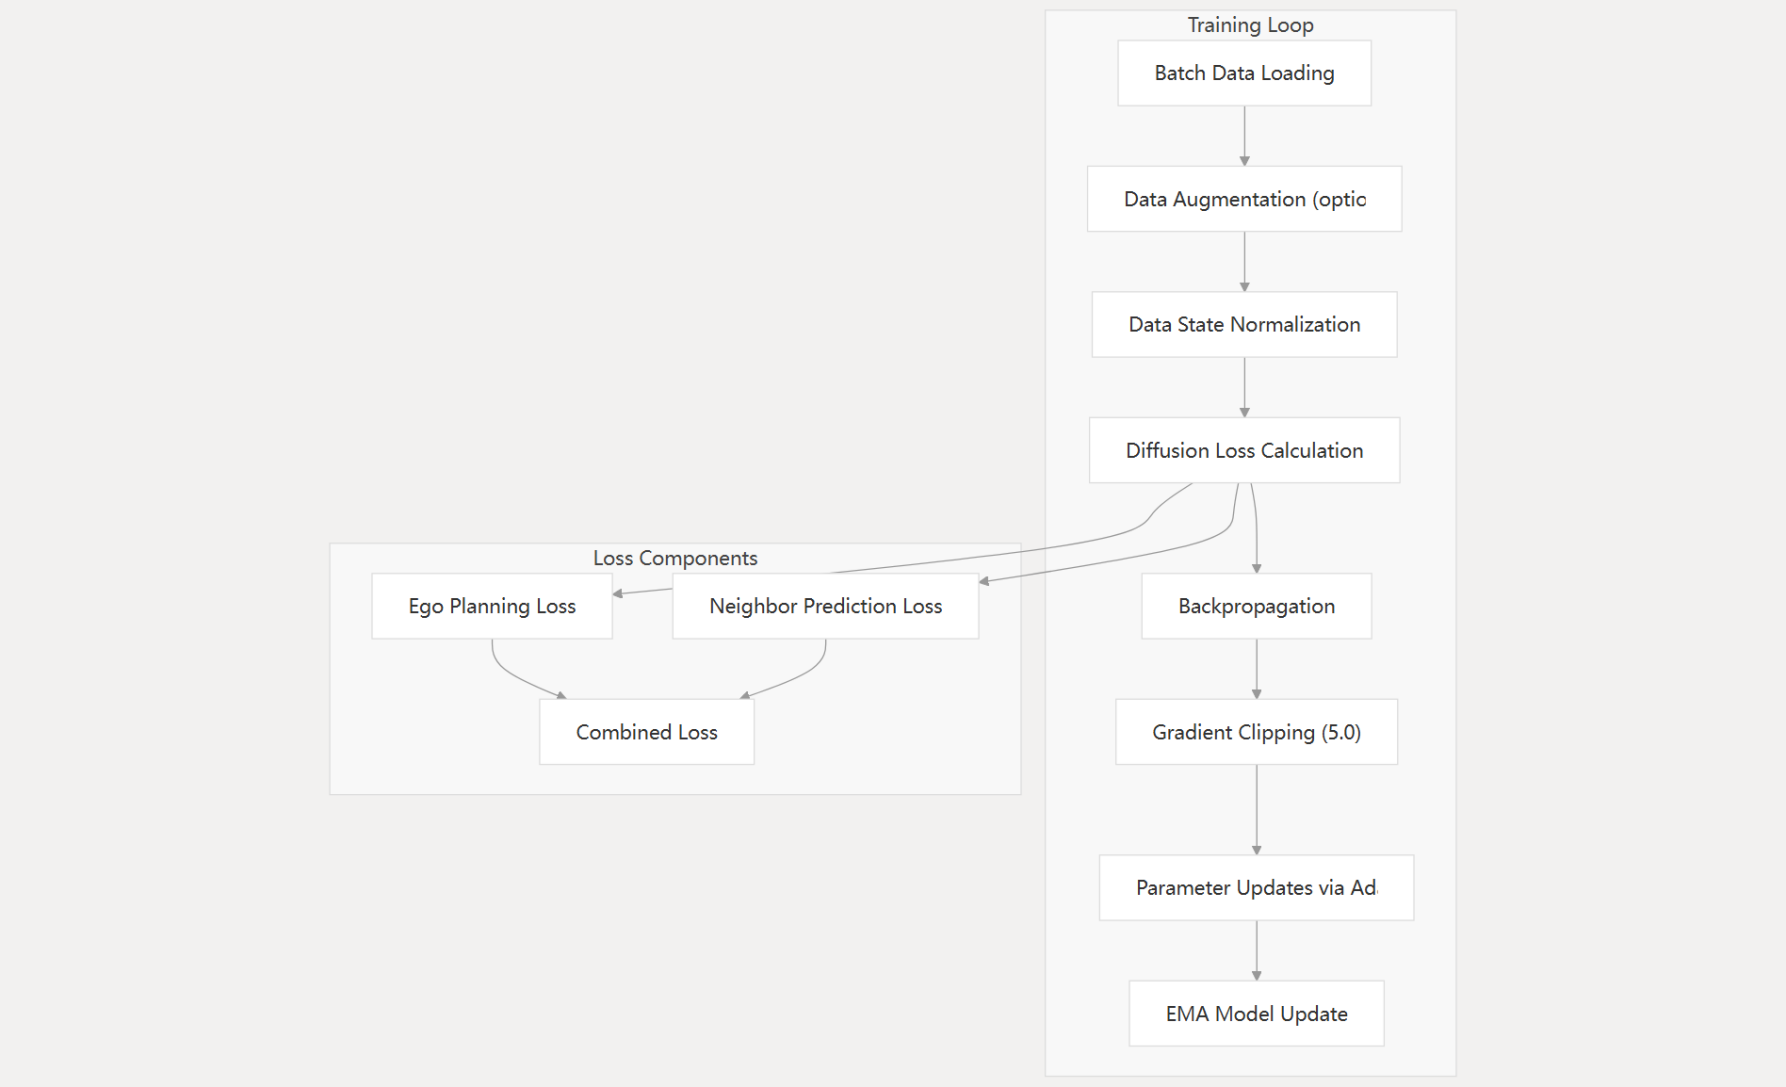 Training Loop
Batch Data Loading
Data Augmentation (optio
Data State Normalization
Diffusion Loss Calculation
Loss Components
Ego Planning Loss
Neighbor Prediction Loss
Backpropagation
Combined Loss
Gradient Clipping (5.0)
Parameter Updates via Ad
EMA Model Update